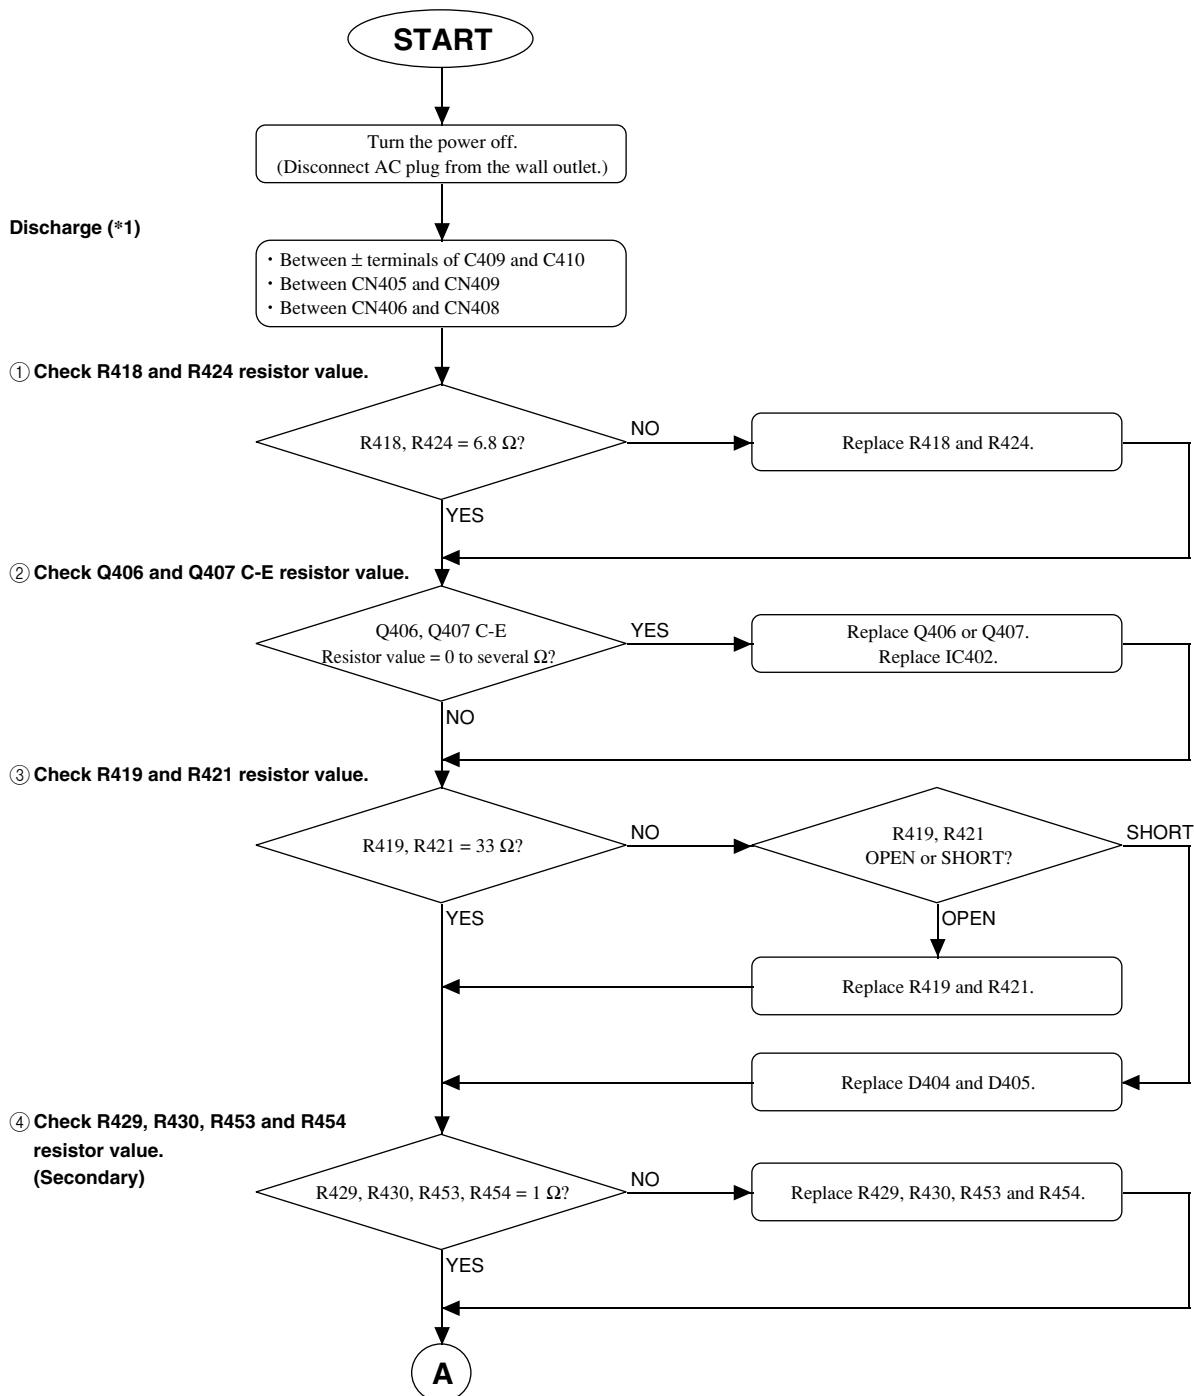 START
Turn the power off.
(Disconnect AC plug from the wall outlet.)
Discharge (*1)
・Between ± terminals of C409 and C410
・Between CN405 and CN409
・Between CN406 and CN408
① Check R418 and R424 resistor value.
R418, R424 = 6.8 Ω?
NO
Replace R418 and R424.
YES
② Check Q406 and Q407 C-E resistor value.
Q406, Q407 C-E
Resistor value = 0 to several Ω?
YES
Replace Q406 or Q407.
Replace IC402.
NO
③ Check R419 and R421 resistor value.
R419, R421 = 33 Ω?
NO
R419, R421
OPEN or SHORT?
SHORT
YES
OPEN
Replace R419 and R421.
Replace D404 and D405.
④ Check R429, R430, R453 and R454
resistor value.
(Secondary)
R429, R430, R453, R454 = 1 Ω?
NO
Replace R429, R430, R453 and R454.
YES
A